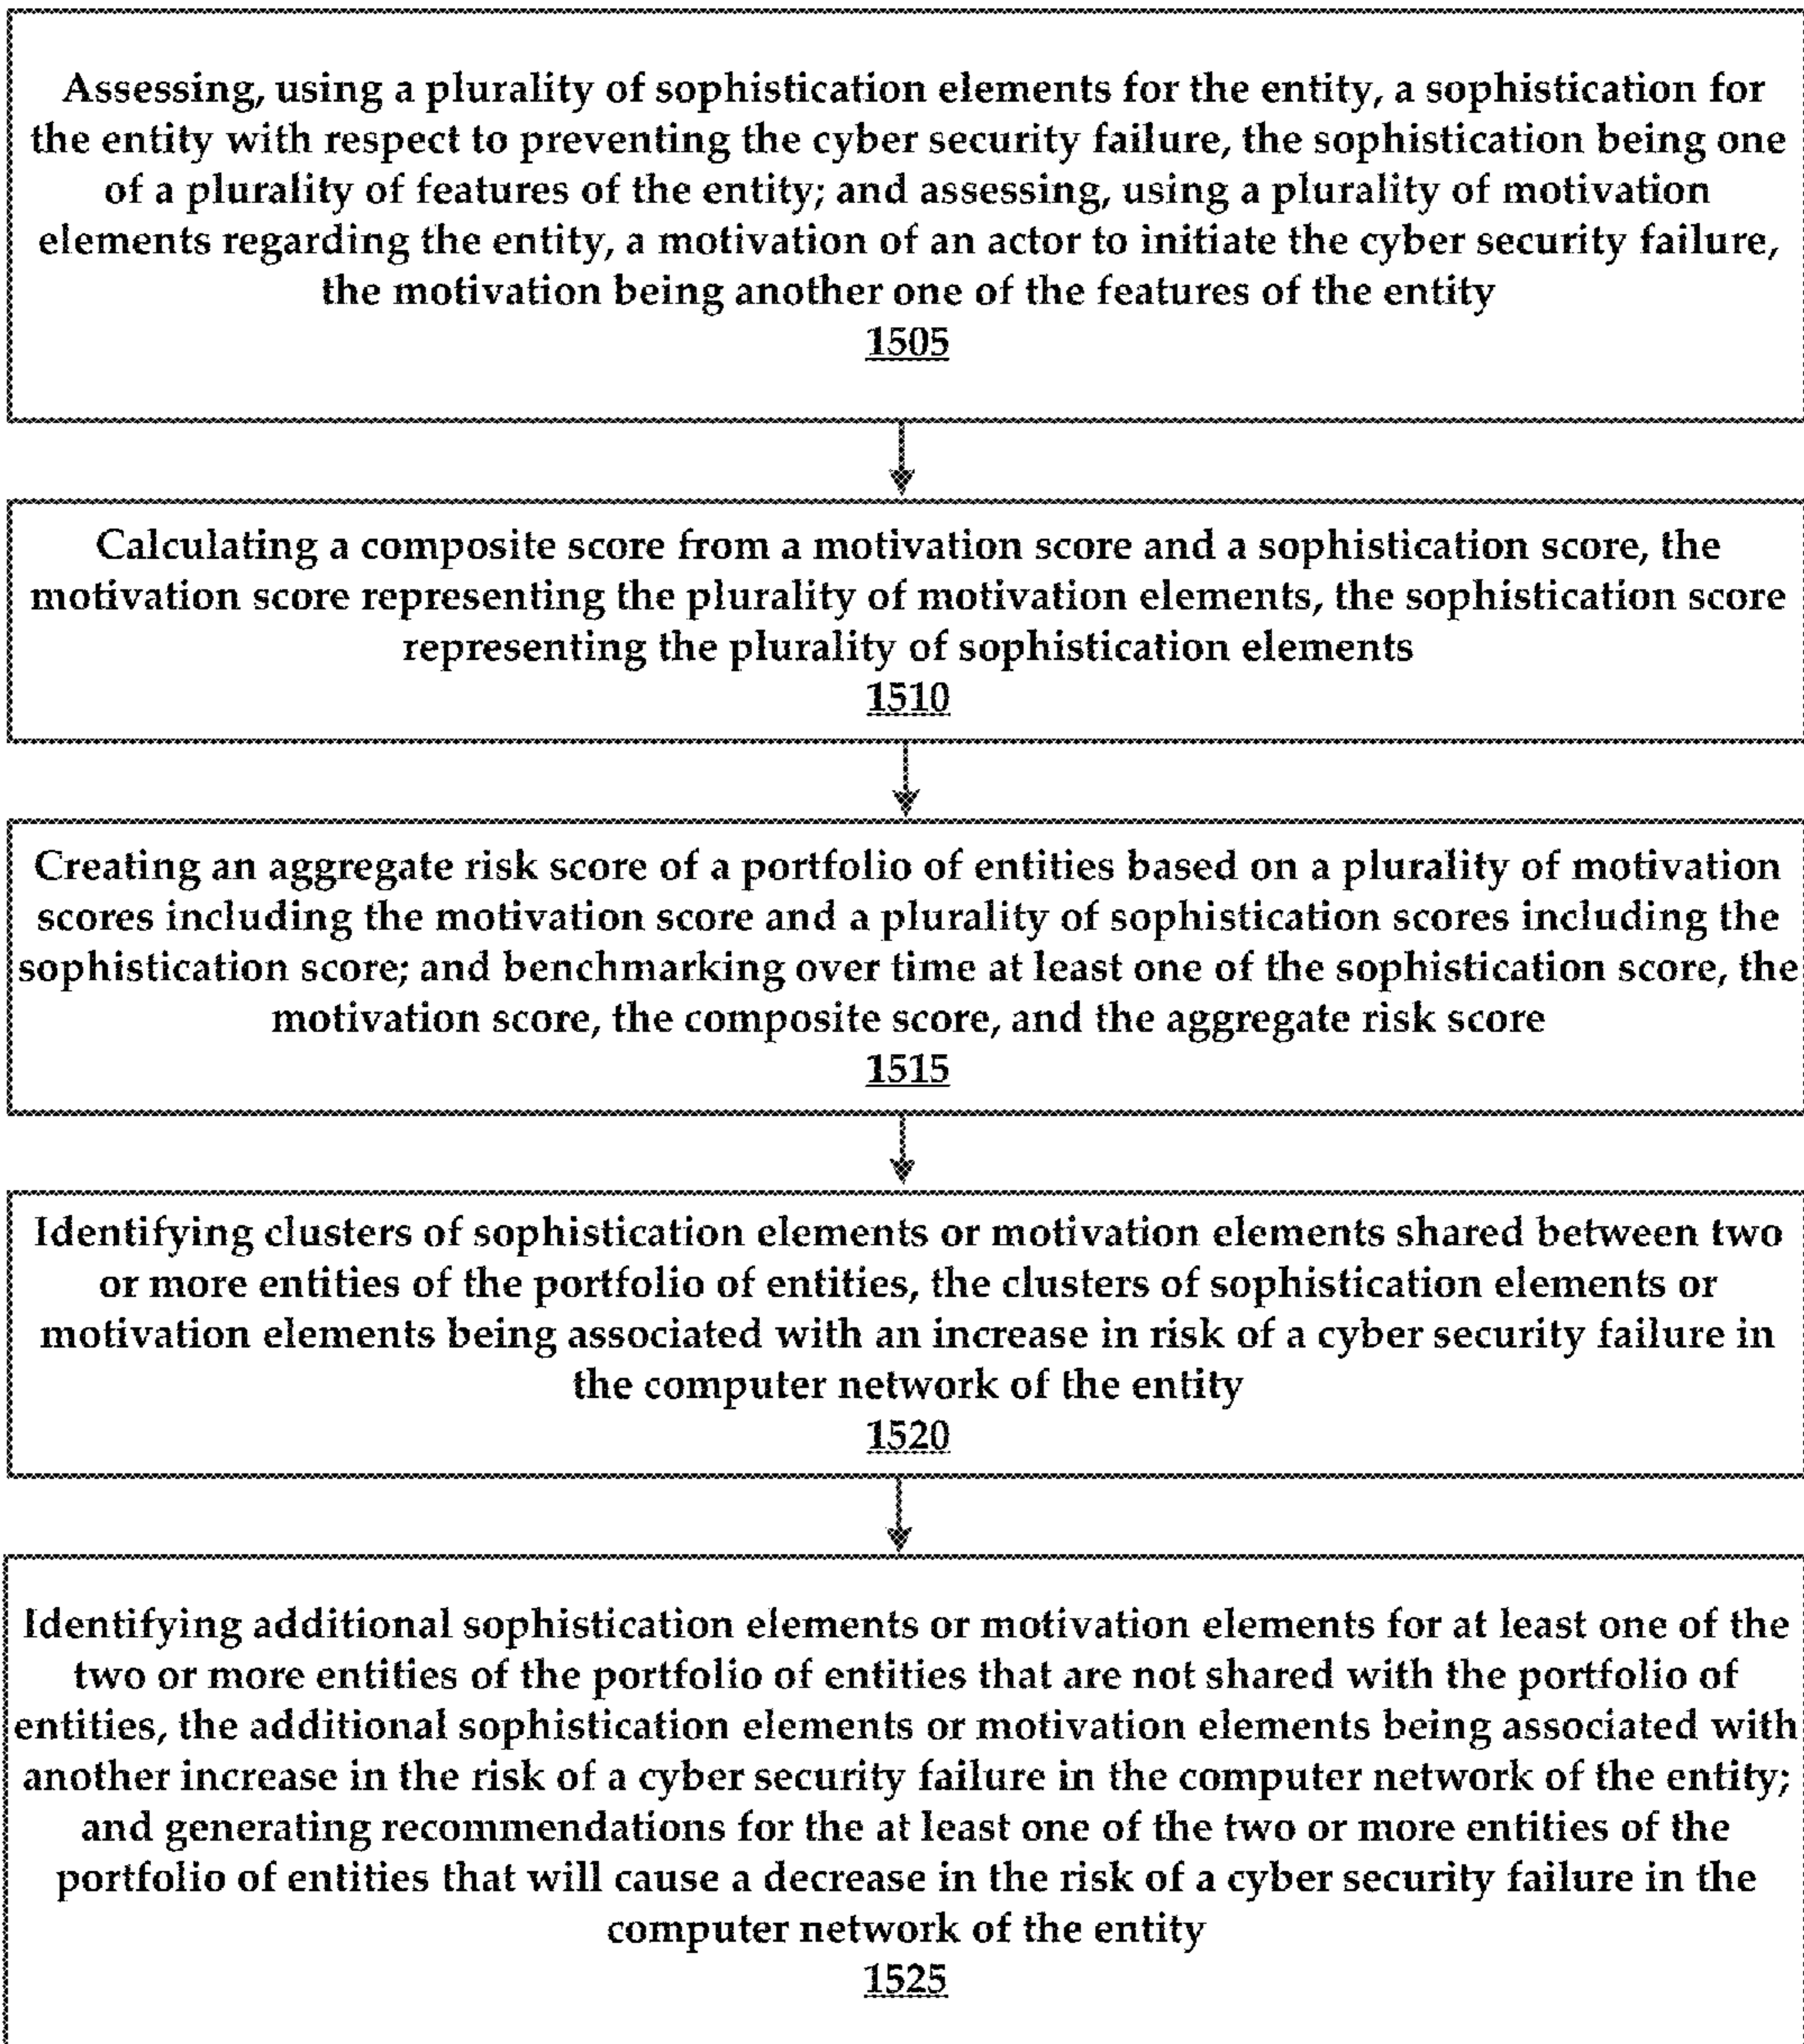 Assessing, using a plurality of sophistication elements for the entity, a sophistication for
the entity with respect to preventing the cyber security failure, the sophistication being one
of a plurality of features of the entity; and assessing, using a plurality of motivation
elements regarding the entity, a motivation of an actor to initiate the cyber security failure,
the motivation being another one of the features of the entity
1505
Calculating a composite score from a motivation score and a sophistication score, the
motivation score representing the plurality of motivation elements, the sophistication score
representing the plurality of sophistication elements
1510
Creating an aggregate risk score of a portfolio of entities based on a plurality of motivation
scores including the motivation score and a plurality of sophistication scores including the
sophistication score; and benchmarking over time at least one of the sophistication score, the
motivation score, the composite score, and the aggregate risk score
1515
Identifying clusters of sophistication elements or motivation elements shared between two
or more entities of the portfolio of entities, the clusters of sophistication elements or
motivation elements being associated with an increase in risk of a cyber security failure in
the computer network of the entity
1520
Identifying additional sophistication elements or motivation elements for at least one of the
two or more entities of the portfolio of entities that are not shared with the portfolio of
entities, the additional sophistication elements or motivation elements being associated with
another increase in the risk of a cyber security failure in the computer network of the entity;
and generating recommendations for the at least one of the two or more entities of the
portfolio of entities that will cause a decrease in the risk of a cyber security failure in the
computer network of the entity
1525